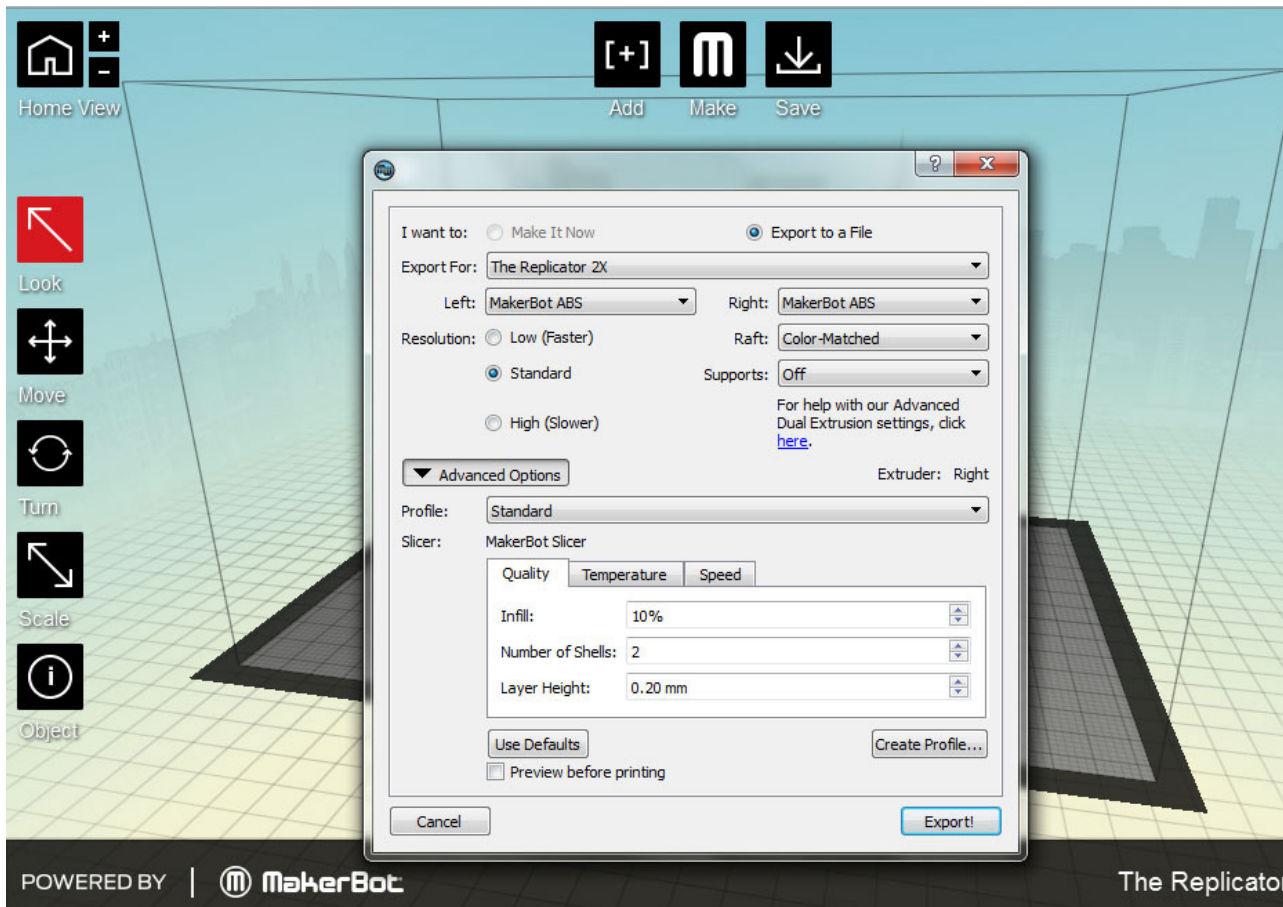 +
-
Home View
[+]
Add
M
Make
Save
Look
Move
Turn
Scale
i
Object
?
I want to: Make It Now Export to a File
Export For: The Replicator 2X
Left: MakerBot ABS Right: MakerBot ABS
Resolution: Low (Faster) Raft: Color-Matched
Standard Supports: Off
High (Slower) For help with our Advanced
Dual Extrusion settings, click
here.
Advanced Options Extruder: Right
Profile: Standard
Slicer: MakerBot Slicer
Quality Temperature Speed
Infill: 10%
Number of Shells: 2
Layer Height: 0.20 mm
Use Defaults Create Profile...
Preview before printing
Cancel Export!
POWERED BY | M MakerBot The Replicator